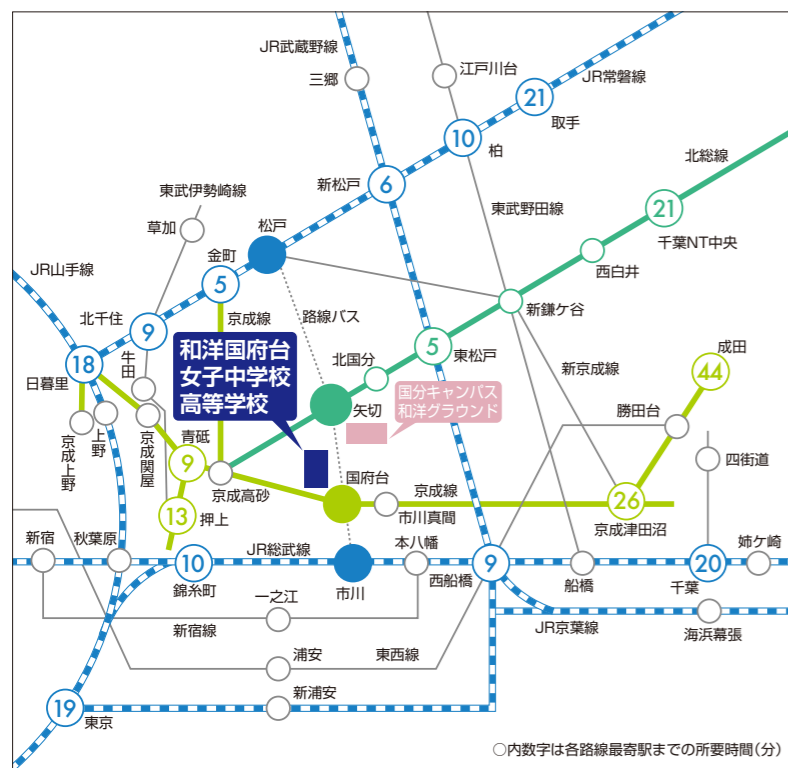 JR武蔵野線
三郷
江戸川台
JR常磐線
21
取手
10
柏
北総線
6
新松戸
東武伊勢崎線
草加
松戸
東武野田線
21
千葉NT中央
西白井
JR山手線
金町
5
京成線
路線バス
新鎌ケ谷
北千住
9
18
日暮里
牛田
和洋国府台
女子中学校
高等学校
北国分
5
東松戸
新京成線
成田
44
矢切
国分キャンパス
和洋グラウンド
勝田台
京成上野
上野
京成関屋
青砥
9
京成高砂
四街道
国府台
京成線
市川真間
26
京成津田沼
13
押上
新宿
秋葉原
JR総武線
本八幡
姉ケ崎
10
錦糸町
市川
西船橋
9
船橋
20
千葉
一之江
新宿線
JR京葉線
海浜幕張
浦安
東西線
新浦安
19
東京
○内数字は各路線最寄駅までの所要時間(分)